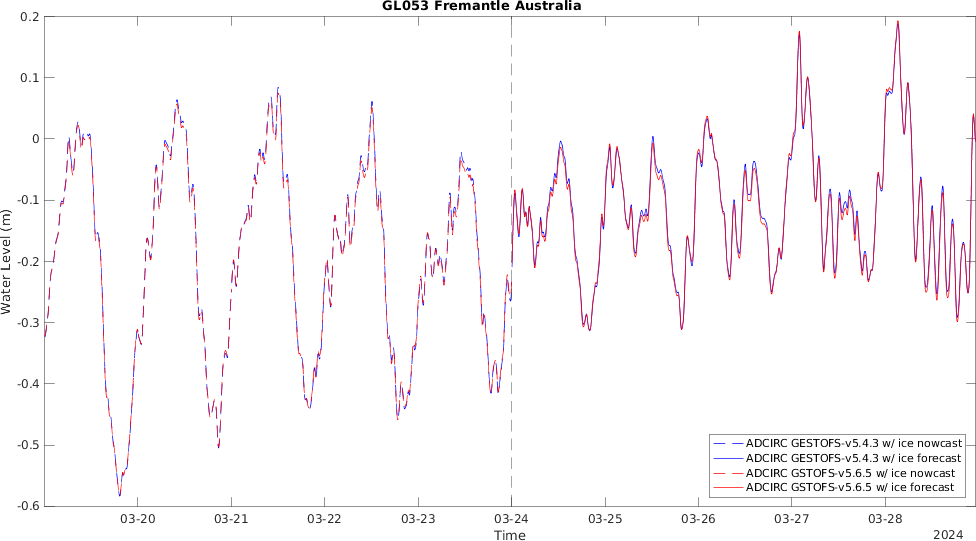 GL053 Fremantle Australia
0.2
0.1
0
-0.1
-0.2
-0.3
-0.4
-0.5
-0.6
Water Level (m)
ADCIRC GESTOFS-v5.4.3 w/ ice nowcast
ADCIRC GESTOFS-v5.4.3 w/ ice forecast
ADCIRC GSTOFS-v5.6.5 w/ ice nowcast
ADCIRC GSTOFS-v5.6.5 w/ ice forecast
03-20 03-21 03-22 03-23 03-24 03-25 03-26 03-27 03-28
Time
2024